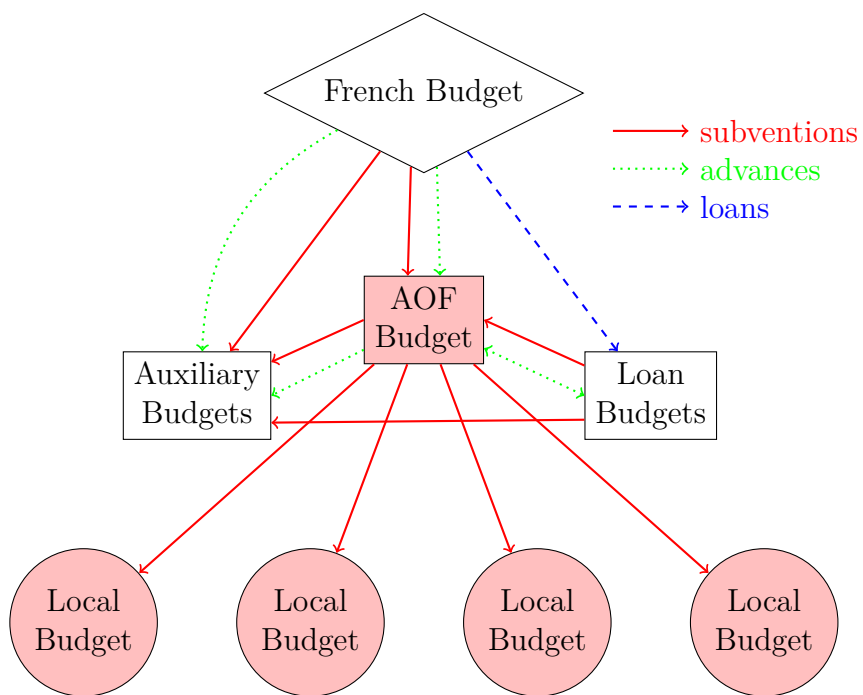 French Budget
subventions
advances
loans
AOF
Budget
Auxiliary
Budgets
Loan
Budgets
Local
Budget
Local
Budget
Local
Budget
Local
Budget